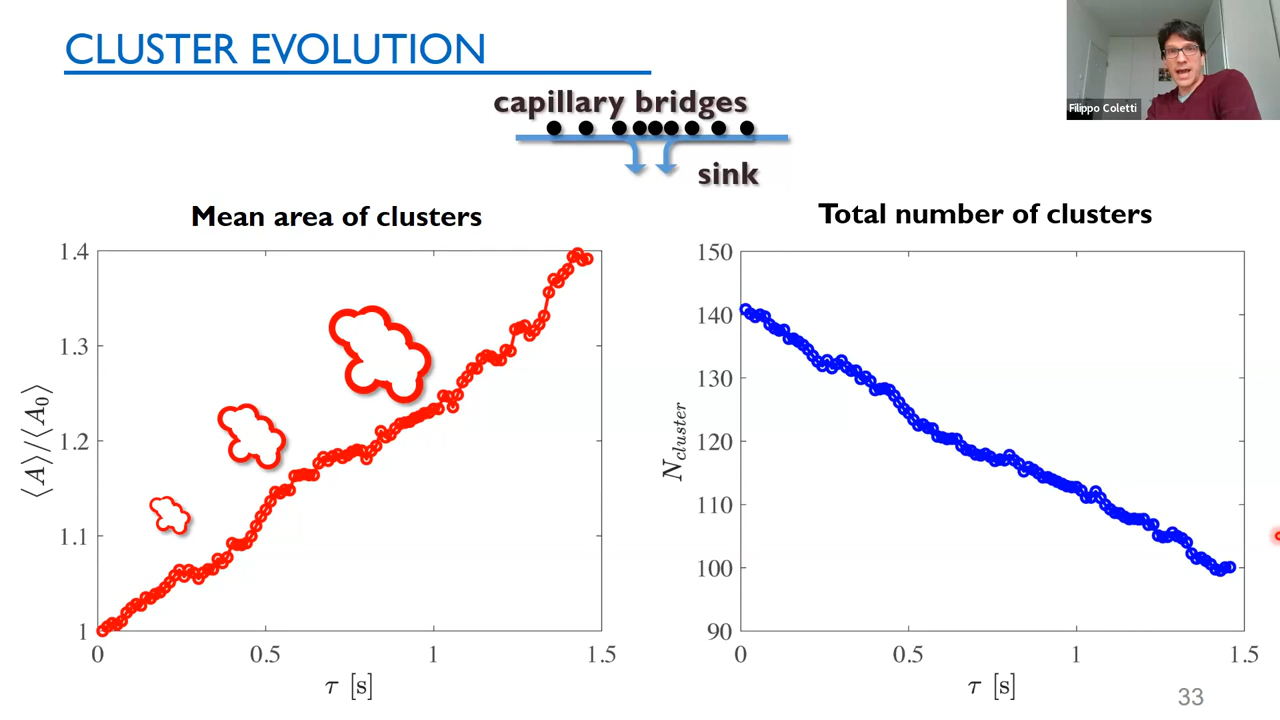 CLUSTER EVOLUTION
Filippo Coletti
capillary bridges
sink
Mean area of clusters
1.4
1.3
1.2
1.1
1
⟨A⟩/⟨A₀⟩
0 0.5 1 1.5
τ [s]
Total number of clusters
150
140
130
120
110
100
90
N_cluster
0 0.5 1 1.5
τ [s]
33